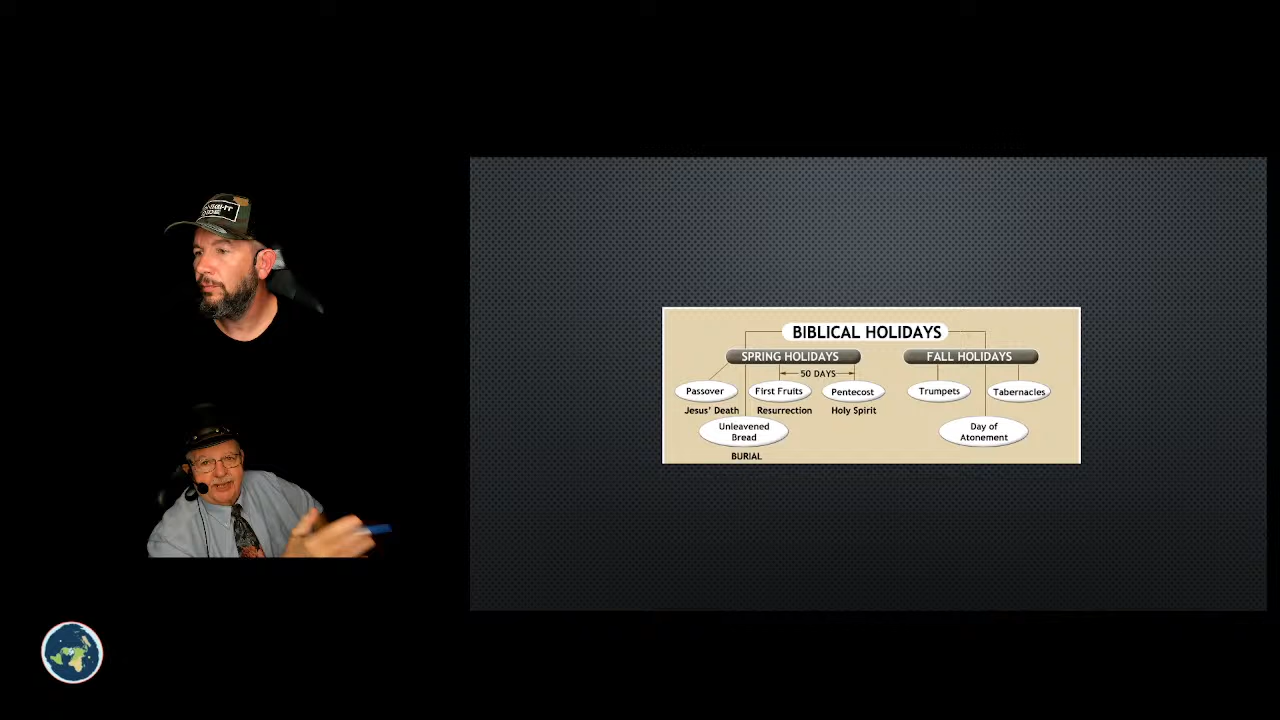 BIBLICAL HOLIDAYS
SPRING HOLIDAYS
FALL HOLIDAYS
50 DAYS
Passover
First Fruits
Pentecost
Trumpets
Tabernacles
Jesus' Death
Resurrection
Holy Spirit
Unleavened
Bread
Day of
Atonement
BURIAL